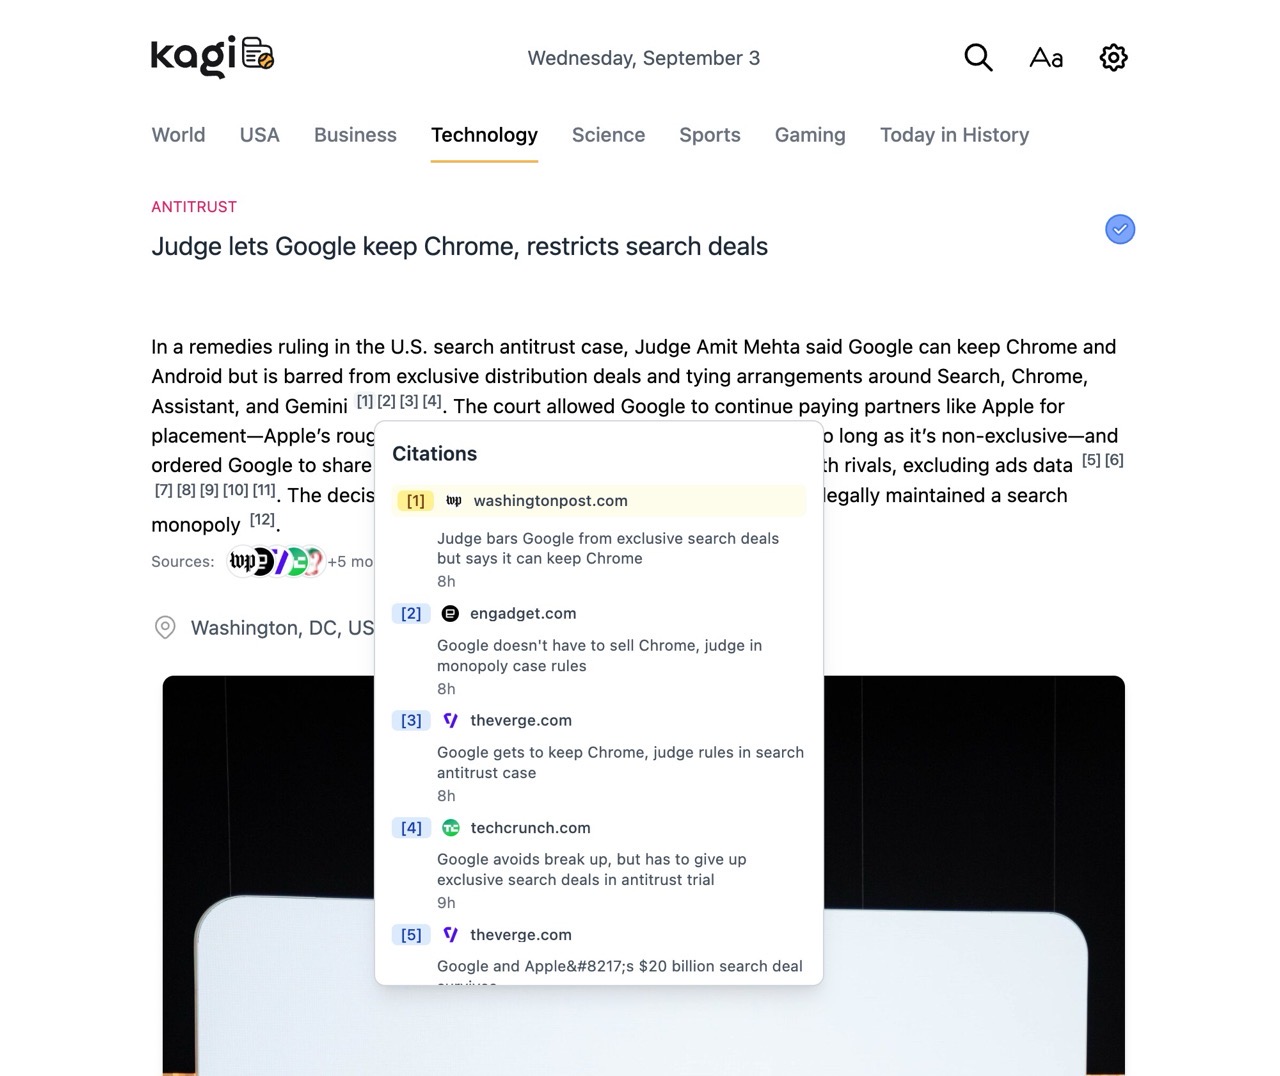 kagi
Wednesday, September 3
Aa
World USA Business Technology Science Sports Gaming Today in History
ANTITRUST
Judge lets Google keep Chrome, restricts search deals
In a remedies ruling in the U.S. search antitrust case, Judge Amit Mehta said Google can keep Chrome and
Android but is barred from exclusive distribution deals and tying arrangements around Search, Chrome,
Assistant, and Gemini [1] [2] [3] [4]. The court allowed Google to continue paying partners like Apple for
placement—Apple’s roug o long as it’s non-exclusive—and
ordered Google to share th rivals, excluding ads data [5] [6]
[7] [8] [9] [10] [11]. The decis legally maintained a search
monopoly [12].
Sources: +5 mo
Washington, DC, US
Citations
[1] wp washingtonpost.com
Judge bars Google from exclusive search deals
but says it can keep Chrome
8h
[2] engadget.com
Google doesn't have to sell Chrome, judge in
monopoly case rules
8h
[3] theverge.com
Google gets to keep Chrome, judge rules in search
antitrust case
8h
[4] techcrunch.com
Google avoids break up, but has to give up
exclusive search deals in antitrust trial
9h
[5] theverge.com
Google and Apple&#8217;s $20 billion search deal